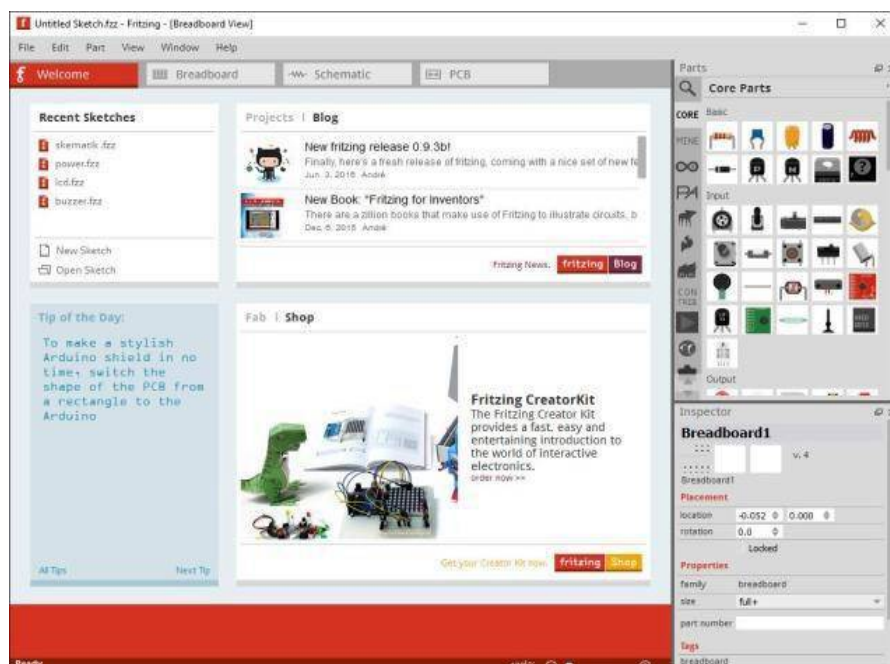 Untitled Sketch.fzz - Fritzing - [Breadboard View]
File Edit Part View Window Help
Welcome
Breadboard
Schematic
PCB
Recent Sketches
skematik .fzz
power.fzz
lcd.fzz
buzzer.fzz
New Sketch
Open Sketch
Projects | Blog
New fritzing release 0.9.3b!
Finally, here's a fresh release of fritzing, coming with a nice set of new fe
Jun. 3, 2016 André
New Book: "Fritzing for Inventors"
There are a zillion books that make use of Fritzing to illustrate circuits, b
Dec. 6, 2015 André
Fritzing News. fritzing Blog
Tip of the Day:
To make a stylish
Arduino shield in no
time, switch the
shape of the PCB from
a rectangle to the
Arduino
All Tips Next Tip
Fab | Shop
Fritzing CreatorKit
The Fritzing Creator Kit
provides a fast, easy and
entertaining introduction to
the world of interactive
electronics.
order now >>
Get your Creator Kit now. fritzing Shop
Parts
Core Parts
CORE
MINE
CON
TRIB
Basic
Input
Output
Inspector
Breadboard1
v. 4
Breadboard1
Placement
location -0.052 0.000
rotation 0.0
Locked
Properties
family breadboard
size full+
part number
Tags
breadboard
Ready